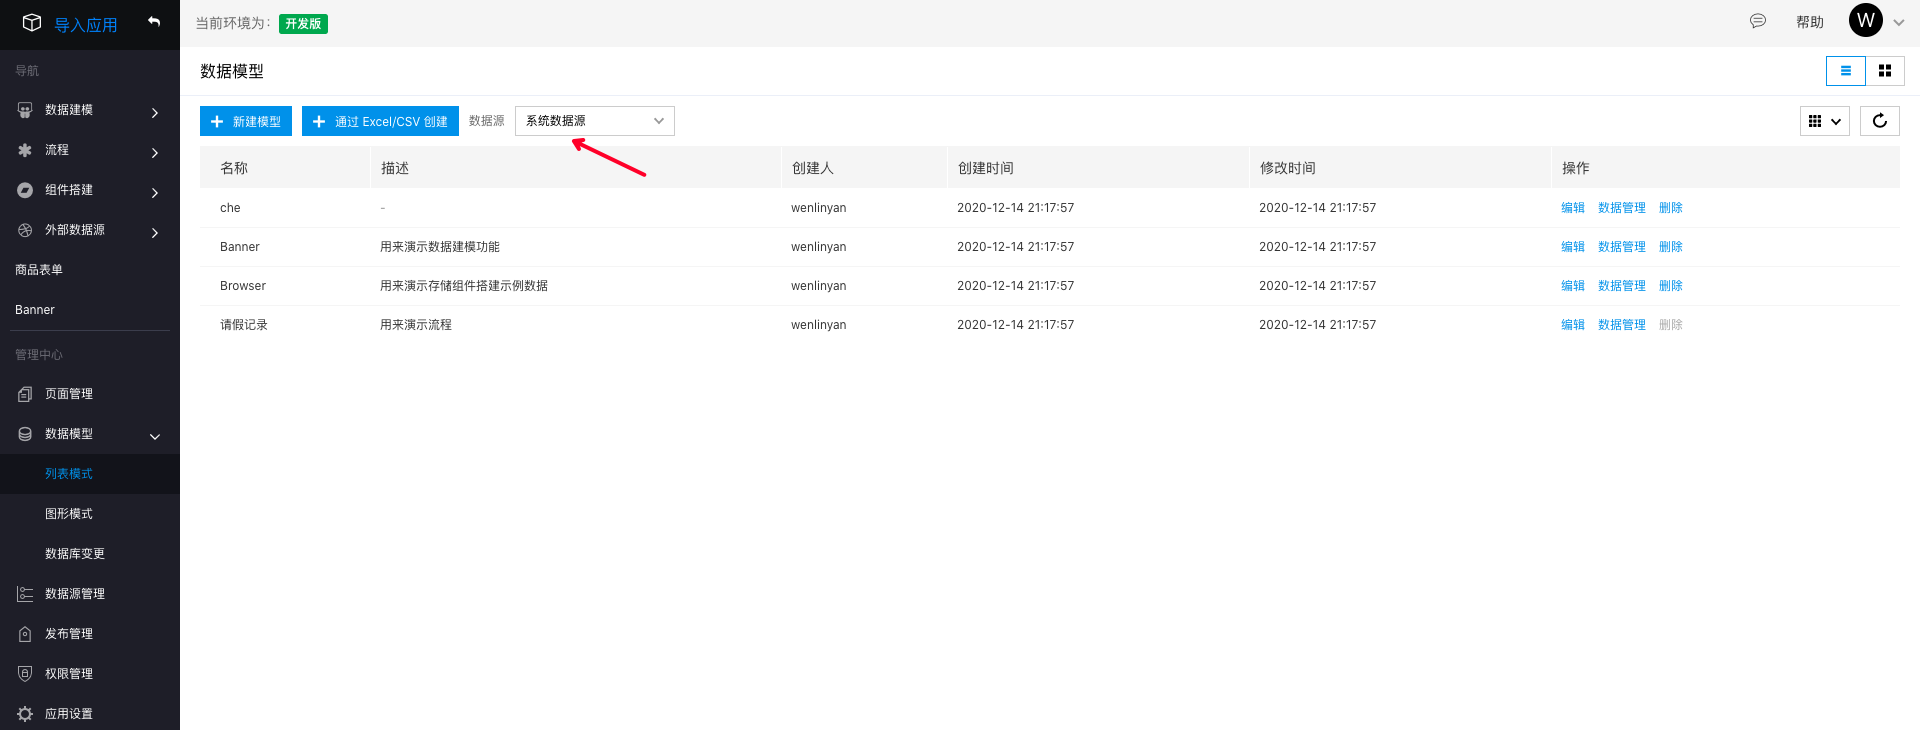 导入应用
当前环境为: 开发版
帮助 W
导航
数据建模
流程
组件搭建
外部数据源
商品表单
Banner
管理中心
页面管理
数据模型
列表模式
图形模式
数据库变更
数据源管理
发布管理
权限管理
应用设置
数据模型
新建模型 通过 Excel/CSV 创建 数据源 系统数据源
名称 描述 创建人 创建时间 修改时间 操作
che - wenlinyan 2020-12-14 21:17:57 2020-12-14 21:17:57 编辑 数据管理 删除
Banner 用来演示数据建模功能 wenlinyan 2020-12-14 21:17:57 2020-12-14 21:17:57 编辑 数据管理 删除
Browser 用来演示存储组件搭建示例数据 wenlinyan 2020-12-14 21:17:57 2020-12-14 21:17:57 编辑 数据管理 删除
请假记录 用来演示流程 wenlinyan 2020-12-14 21:17:57 2020-12-14 21:17:57 编辑 数据管理 删除